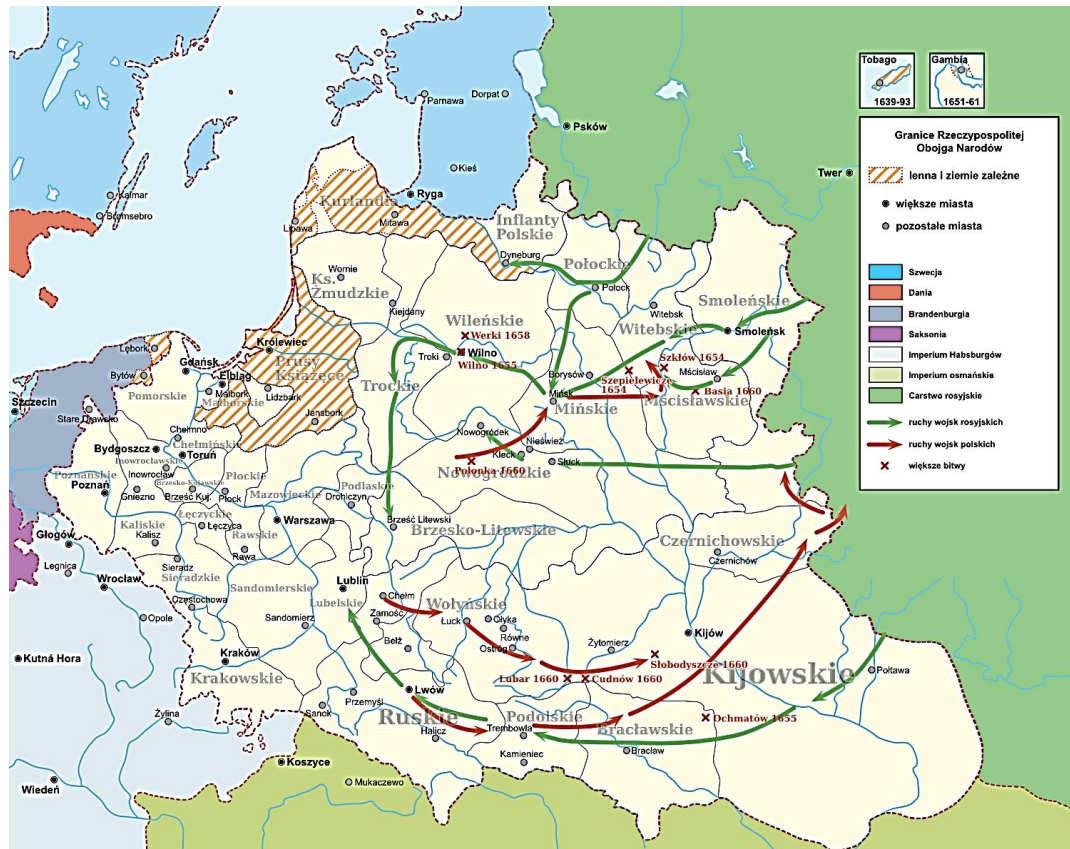 Tobago
1639-93
Gambia
1651-61
Granice Rzeczypospolitej
Obojga Narodów
lenna i ziemie zależne
większe miasta
pozostałe miasta
Szwecja
Dania
Brandenburgia
Saksonia
Imperium Habsburgów
Imperium osmańskie
Carstwo rosyjskie
ruchy wojsk rosyjskich
ruchy wojsk polskich
większe bitwy
Parnawa
Dorpat
Psków
Kieś
Twer
Kalmar
Bromsebro
Ryga
Kurlandia
Lipawa
Mitawa
Inflanty
Polskie
Dyneburg
Połockie
Połock
Wornie
Ks.
Żmudzkie
Kiejdany
Witebsk
Smoleńskie
Witebskie
Smoleńsk
Wileńskie
Werki 1658
Wilno
Wilno 1655
Troki
Trockie
Królewiec
Prusy
Książęce
Lębork
Bytów
Gdańsk
Elbląg
Malbork
Malborskie
Lidzbark
Jansbork
Pomorskie
Szczecin
Stare Drawsko
Borysów
Mińsk
Mińskie
Szkłów 1654
Szepielewicze
1654
Mścisław
Basia 1660
Mścisławskie
Nowogródek
Nieśwież
Kleck
Słuck
Połonka 1660
Nowogródzkie
Chełmno
Chełmińskie
Bydgoszcz
Toruń
Inowrocławskie
Inowrocław
Brzesko-Kujawskie
Brześć Kuj.
Poznańskie
Poznań
Gniezno
Płockie
Płock
Mazowieckie
Podlaskie
Drohiczyn
Kaliskie
Kalisz
Łęczyckie
Łęczyca
Rawskie
Rawa
Warszawa
Brześć Litewski
Brzesko-Litewskie
Czernichowskie
Czernichów
Głogów
Legnica
Wrocław
Sieradz
Sieradzkie
Częstochowa
Opole
Sandomierskie
Sandomierz
Lublin
Lubelskie
Chełm
Zamość
Bełz
Wołyńskie
Łuck
Ołyka
Równe
Ostróg
Żytomierz
Kijów
Lubar 1660
Cudnów 1660
Słobodyszcze 1660
Kijowskie
Połtawa
Kutná Hora
Kraków
Krakowskie
Przemyśl
Sanok
Lwów
Ruskie
Halicz
Trembowla
Podolskie
Kamieniec
Bracławskie
Bracław
Ochmatów 1655
Žylina
Koszyce
Mukaczewo
Wiedeń